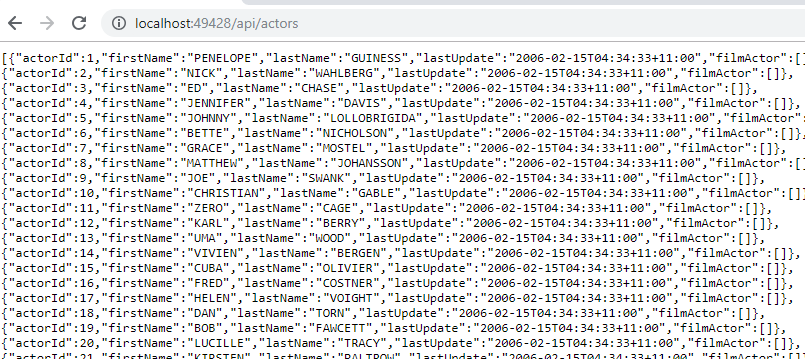 localhost:49428/api/actors
[{"actorId":1,"firstName":"PENELOPE","lastName":"GUINESS","lastUpdate":"2006-02-15T04:34:33+11:00","filmActor":[]},
{"actorId":2,"firstName":"NICK","lastName":"WAHLBERG","lastUpdate":"2006-02-15T04:34:33+11:00","filmActor":[]},
{"actorId":3,"firstName":"ED","lastName":"CHASE","lastUpdate":"2006-02-15T04:34:33+11:00","filmActor":[]},
{"actorId":4,"firstName":"JENNIFER","lastName":"DAVIS","lastUpdate":"2006-02-15T04:34:33+11:00","filmActor":[]},
{"actorId":5,"firstName":"JOHNNY","lastName":"LOLLOBRIGIDA","lastUpdate":"2006-02-15T04:34:33+11:00","filmActor
{"actorId":6,"firstName":"BETTE","lastName":"NICHOLSON","lastUpdate":"2006-02-15T04:34:33+11:00","filmActor":[]},
{"actorId":7,"firstName":"GRACE","lastName":"MOSTEL","lastUpdate":"2006-02-15T04:34:33+11:00","filmActor":[]},
{"actorId":8,"firstName":"MATTHEW","lastName":"JOHANSSON","lastUpdate":"2006-02-15T04:34:33+11:00","filmActor":[
{"actorId":9,"firstName":"JOE","lastName":"SWANK","lastUpdate":"2006-02-15T04:34:33+11:00","filmActor":[]},
{"actorId":10,"firstName":"CHRISTIAN","lastName":"GABLE","lastUpdate":"2006-02-15T04:34:33+11:00","filmActor":[
{"actorId":11,"firstName":"ZERO","lastName":"CAGE","lastUpdate":"2006-02-15T04:34:33+11:00","filmActor":[]},
{"actorId":12,"firstName":"KARL","lastName":"BERRY","lastUpdate":"2006-02-15T04:34:33+11:00","filmActor":[]},
{"actorId":13,"firstName":"UMA","lastName":"WOOD","lastUpdate":"2006-02-15T04:34:33+11:00","filmActor":[]},
{"actorId":14,"firstName":"VIVIEN","lastName":"BERGEN","lastUpdate":"2006-02-15T04:34:33+11:00","filmActor":[]},
{"actorId":15,"firstName":"CUBA","lastName":"OLIVIER","lastUpdate":"2006-02-15T04:34:33+11:00","filmActor":[]},
{"actorId":16,"firstName":"FRED","lastName":"COSTNER","lastUpdate":"2006-02-15T04:34:33+11:00","filmActor":[]},
{"actorId":17,"firstName":"HELEN","lastName":"VOIGHT","lastUpdate":"2006-02-15T04:34:33+11:00","filmActor":[]},
{"actorId":18,"firstName":"DAN","lastName":"TORN","lastUpdate":"2006-02-15T04:34:33+11:00","filmActor":[]},
{"actorId":19,"firstName":"BOB","lastName":"FAWCETT","lastUpdate":"2006-02-15T04:34:33+11:00","filmActor":[]},
{"actorId":20,"firstName":"LUCILLE","lastName":"TRACY","lastUpdate":"2006-02-15T04:34:33+11:00","filmActor":[]},
{"actorId":21,"firstName":"KIRSTEN","lastName":"PALTROW","lastUpdate":"2006-02-15T04:34:33+11:00","filmActor":[]